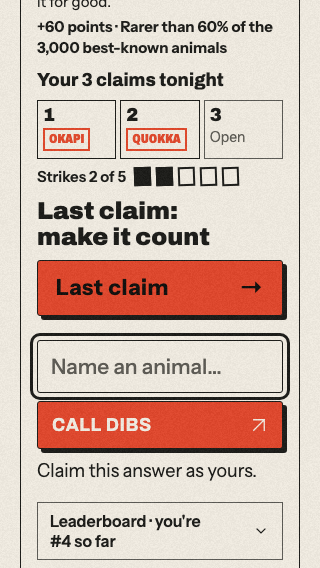 it for good.
+60 points · Rarer than 60% of the
3,000 best-known animals
Your 3 claims tonight
1
OKAPI
2
QUOKKA
3
Open
Strikes 2 of 5
Last claim:
make it count
Last claim →
Name an animal...
CALL DIBS
Claim this answer as yours.
Leaderboard · you're
#4 so far